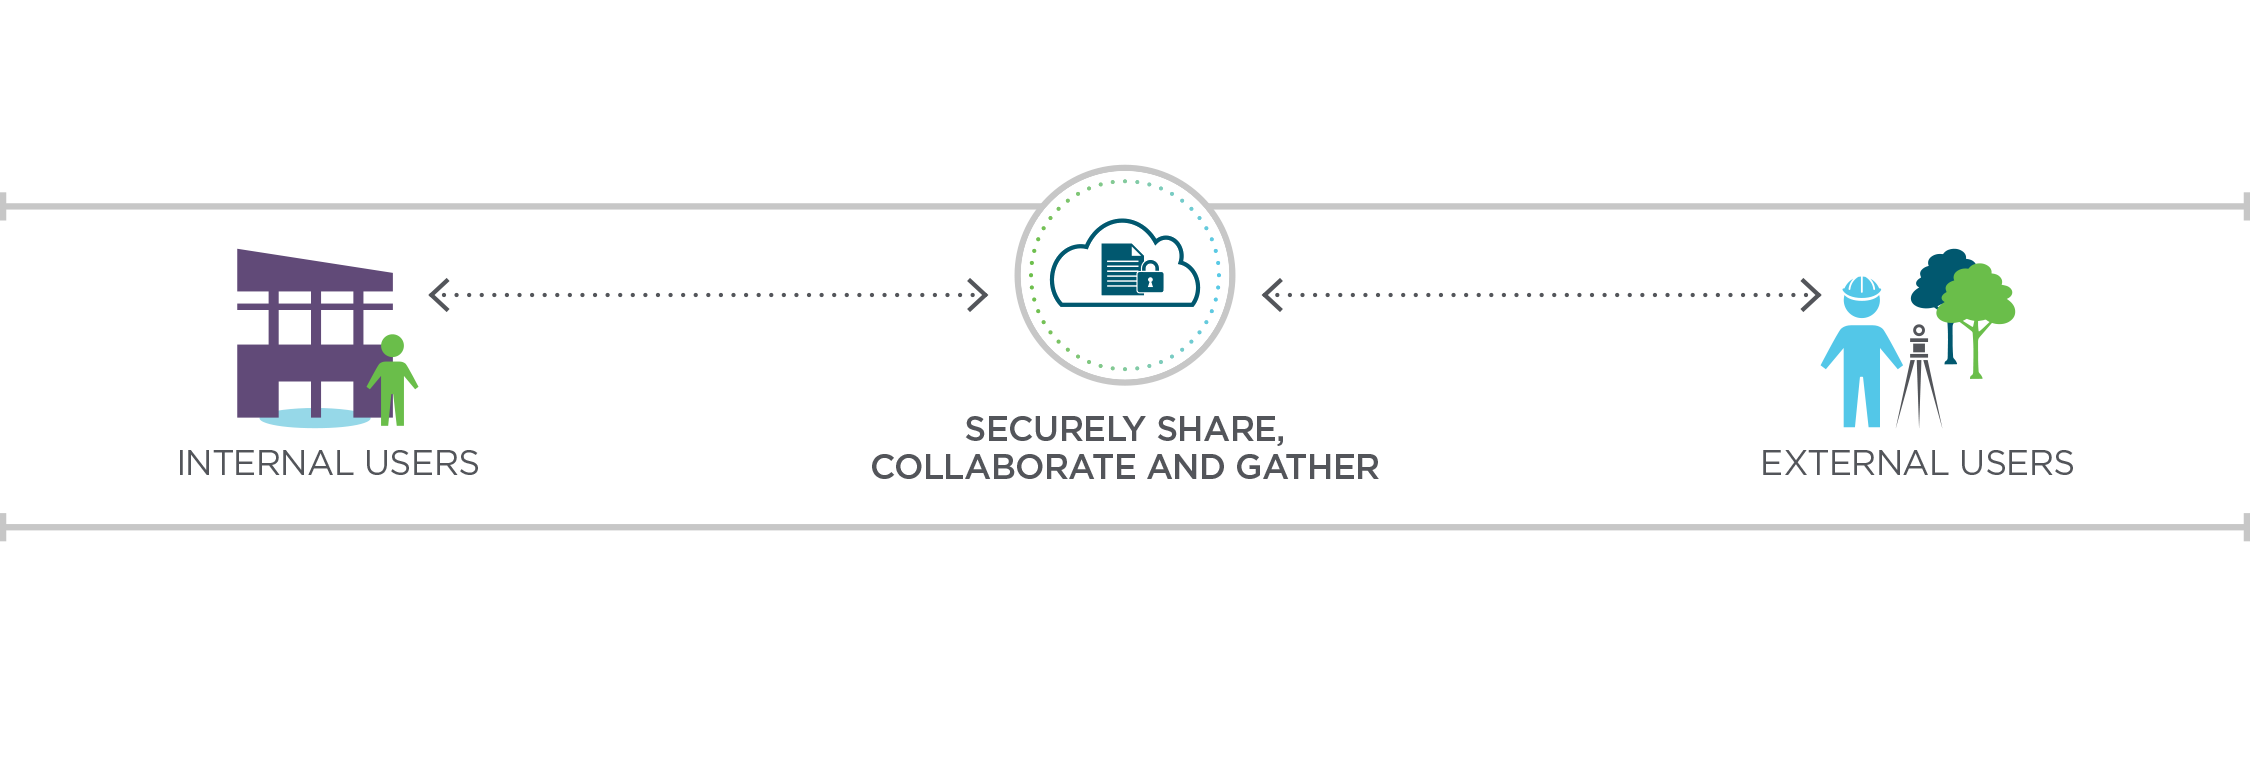 SECURELY SHARE,
COLLABORATE AND GATHER
INTERNAL USERS
EXTERNAL USERS